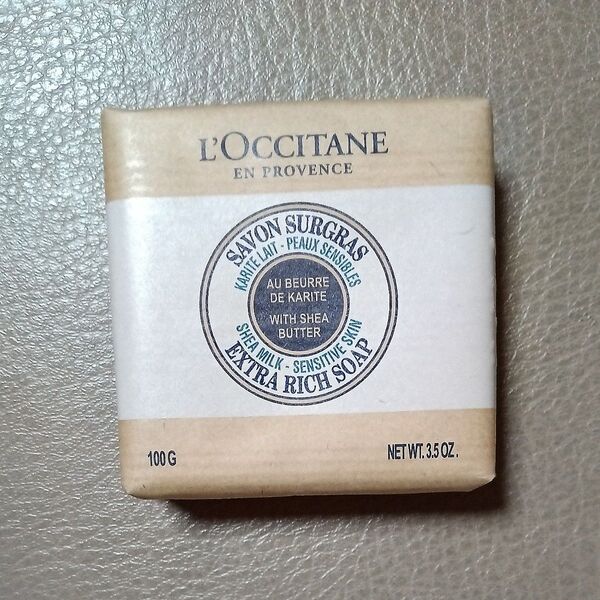 L'OCCITANE
EN PROVENCE
SAVON SURGRAS
KARITE LAIT - PEAUX SENSIBLES
AU BEURRE
DE KARITE
WITH SHEA
BUTTER
SHEA MILK - SENSITIVE SKIN
EXTRA RICH SOAP
100 G
NET WT. 3.5 OZ.